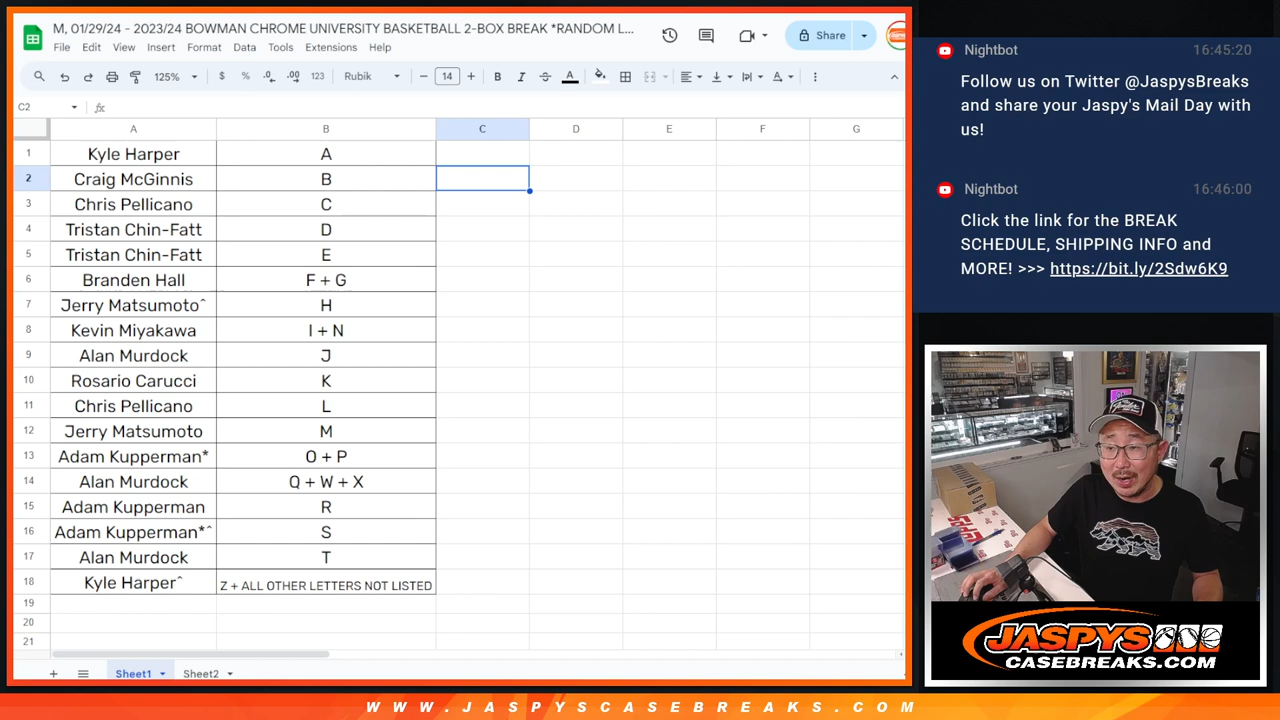 M, 01/29/24 - 2023/24 BOWMAN CHROME UNIVERSITY BASKETBALL 2-BOX BREAK *RANDOM L...
File Edit View Insert Format Data Tools Extensions Help
Share
125% $ % .0 .00 123 Rubik 14 B I A
C2 fx
A B C D E F G
1 Kyle Harper A
2 Craig McGinnis B
3 Chris Pellicano C
4 Tristan Chin-Fatt D
5 Tristan Chin-Fatt E
6 Branden Hall F + G
7 Jerry Matsumoto^ H
8 Kevin Miyakawa I + N
9 Alan Murdock J
10 Rosario Carucci K
11 Chris Pellicano L
12 Jerry Matsumoto M
13 Adam Kupperman* O + P
14 Alan Murdock Q + W + X
15 Adam Kupperman R
16 Adam Kupperman*^ S
17 Alan Murdock T
18 Kyle Harper^ Z + ALL OTHER LETTERS NOT LISTED
19
20
21
Sheet1 Sheet2
Nightbot 16:45:20
Follow us on Twitter @JaspysBreaks
and share your Jaspy's Mail Day with
us!
Nightbot 16:46:00
Click the link for the BREAK
SCHEDULE, SHIPPING INFO and
MORE! >>> https://bit.ly/2Sdw6K9
JASPYS
CASEBREAKS.COM
WWW.JASPYSCASEBREAKS.COM